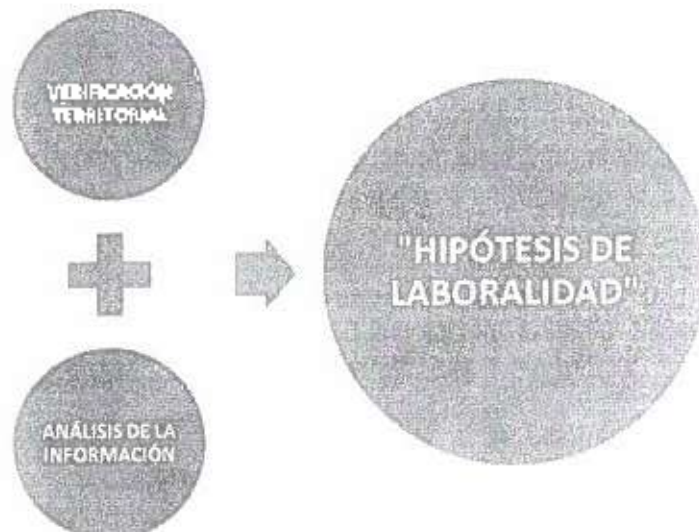 VERIFICACIÓN
TERRITORIAL
"HIPÓTESIS DE
LABORALIDAD"
ANÁLISIS DE LA
INFORMACIÓN